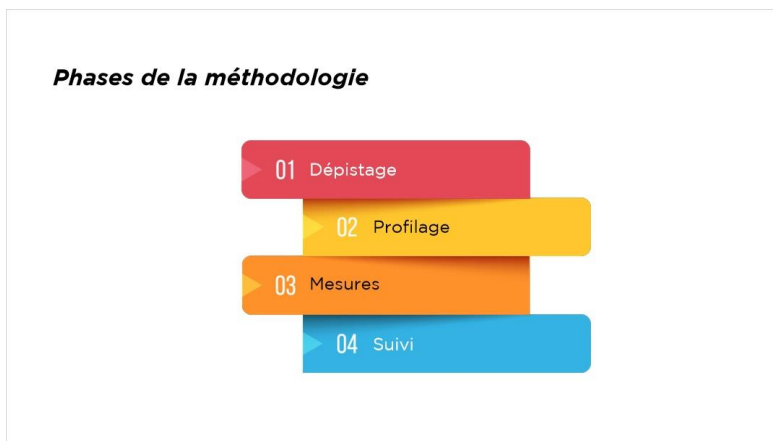 Phases de la méthodologie
01 Dépistage
02 Profilage
03 Mesures
04 Suivi